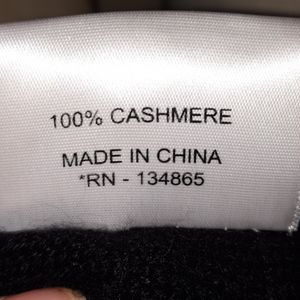 100% CASHMERE
MADE IN CHINA
*RN - 134865